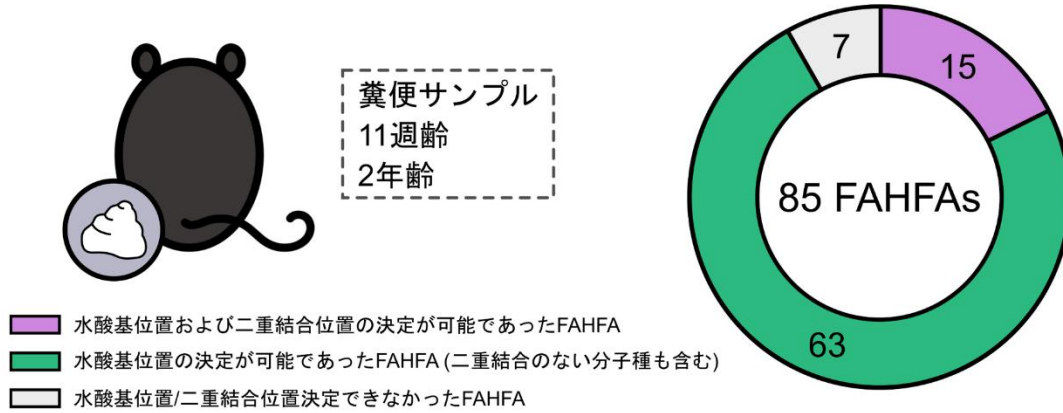 糞便サンプル
11週齢
2年齢
7
15
85 FAHFAs
63
水酸基位置および二重結合位置の決定が可能であったFAHFA
水酸基位置の決定が可能であったFAHFA (二重結合のない分子種も含む)
水酸基位置/二重結合位置決定できなかったFAHFA